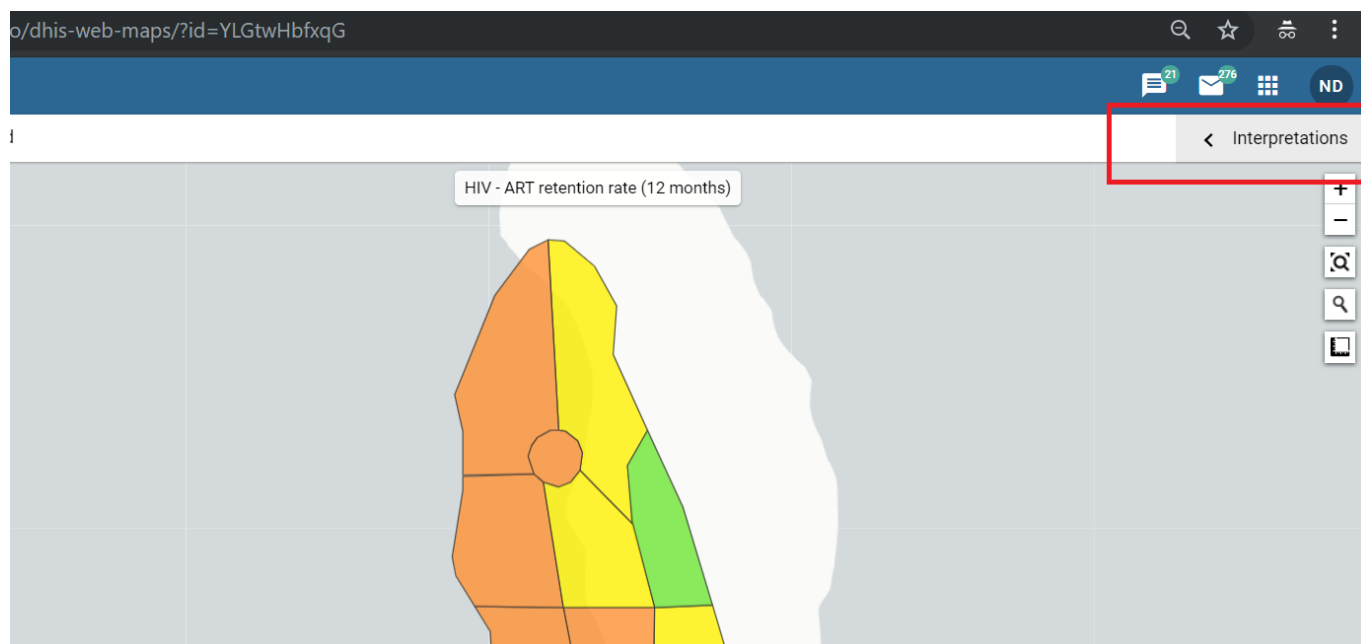 o/dhis-web-maps/?id=YLGtwHbfxqG
21
276
ND
Interpretations
HIV - ART retention rate (12 months)